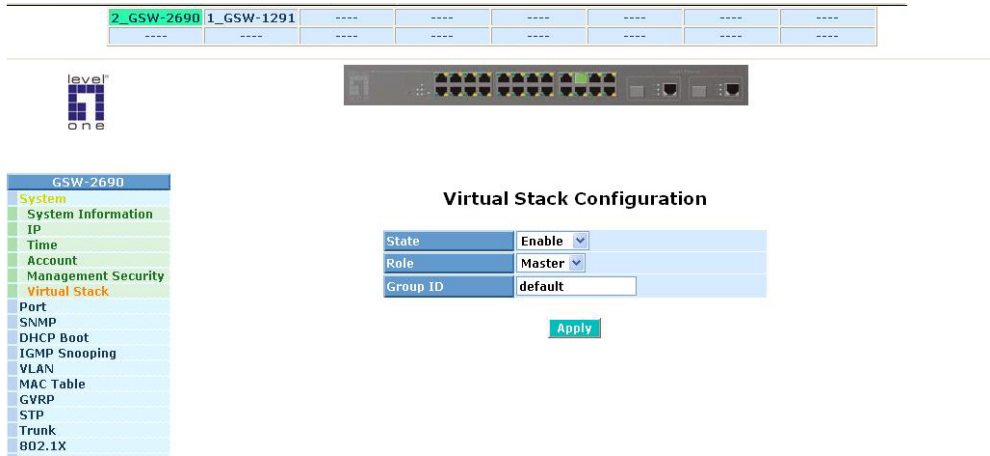 2_GSW-2690 1_GSW-1291 ---- ---- ---- ---- ---- ----
---- ---- ---- ---- ---- ---- ---- ----
level
one
GSW-2690
System
System Information
IP
Time
Account
Management Security
Virtual Stack
Port
SNMP
DHCP Boot
IGMP Snooping
VLAN
MAC Table
GVRP
STP
Trunk
802.1X
Virtual Stack Configuration
State Enable
Role Master
Group ID default
Apply